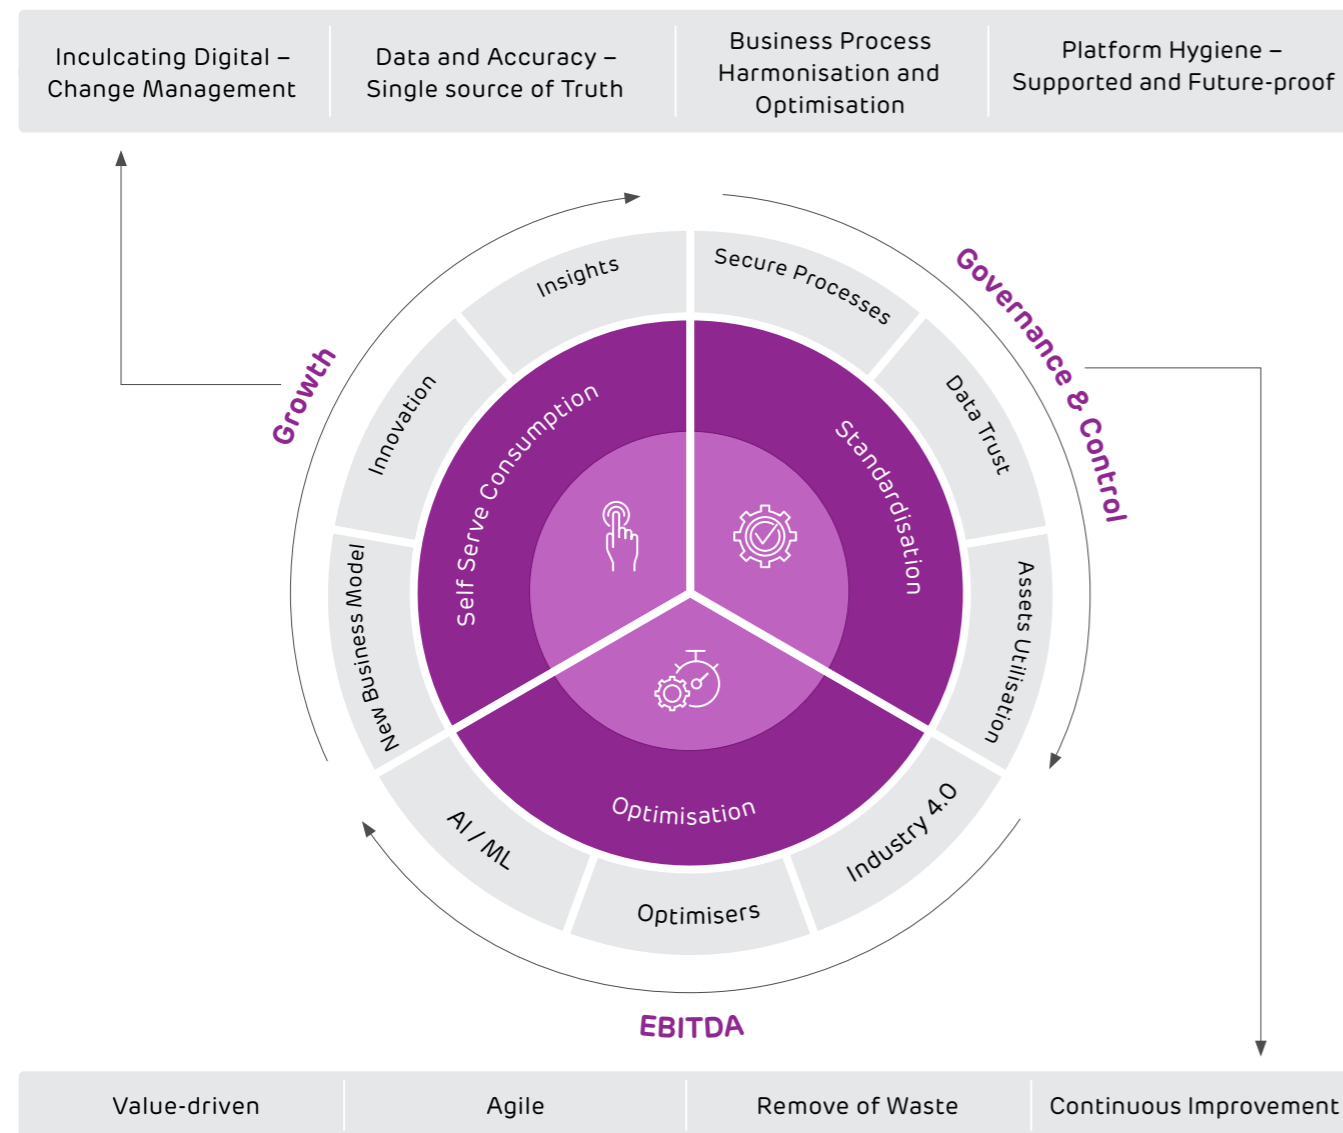 Inculcating Digital –
Change Management
Data and Accuracy –
Single source of Truth
Business Process
Harmonisation and
Optimisation
Platform Hygiene –
Supported and Future-proof
Growth
Governance & Control
EBITDA
Insights
Innovation
New Business Model
Secure Processes
Data Trust
Assets Utilisation
Industry 4.0
Optimisers
AI / ML
Self Serve Consumption
Standardisation
Optimisation
Value-driven
Agile
Remove of Waste
Continuous Improvement